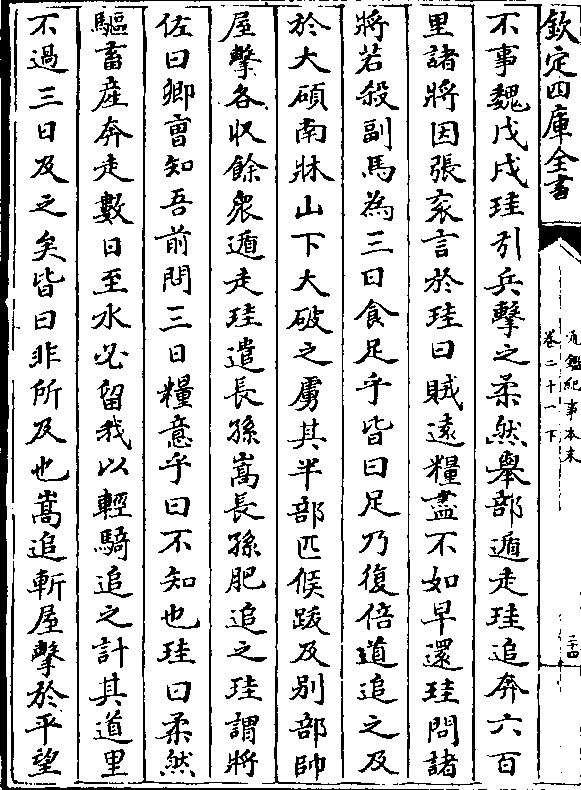 欽定四庫全書
通鑑紀事本末
卷二十一下
二十四
不事魏戊戌珪引兵擊之柔然舉部遁走珪追奔六百
里諸將因張袞言於珪曰賊遠糧盡不如早還珪問諸
將若殺副馬為三日食足乎皆曰足乃復倍道追之及
於大磧南牀山下大破之虜其半部匹候跋及別部帥
屋擊各收餘衆遁走珪遣長孫嵩長孫肥追之珪謂將
佐曰卿曺知吾前問三日糧意乎曰不知也珪曰柔然
驅畜產奔走數日至水必留我以輕騎追之計其道里
不過三日及之矣皆曰非所及也嵩追斬屋擊於平望